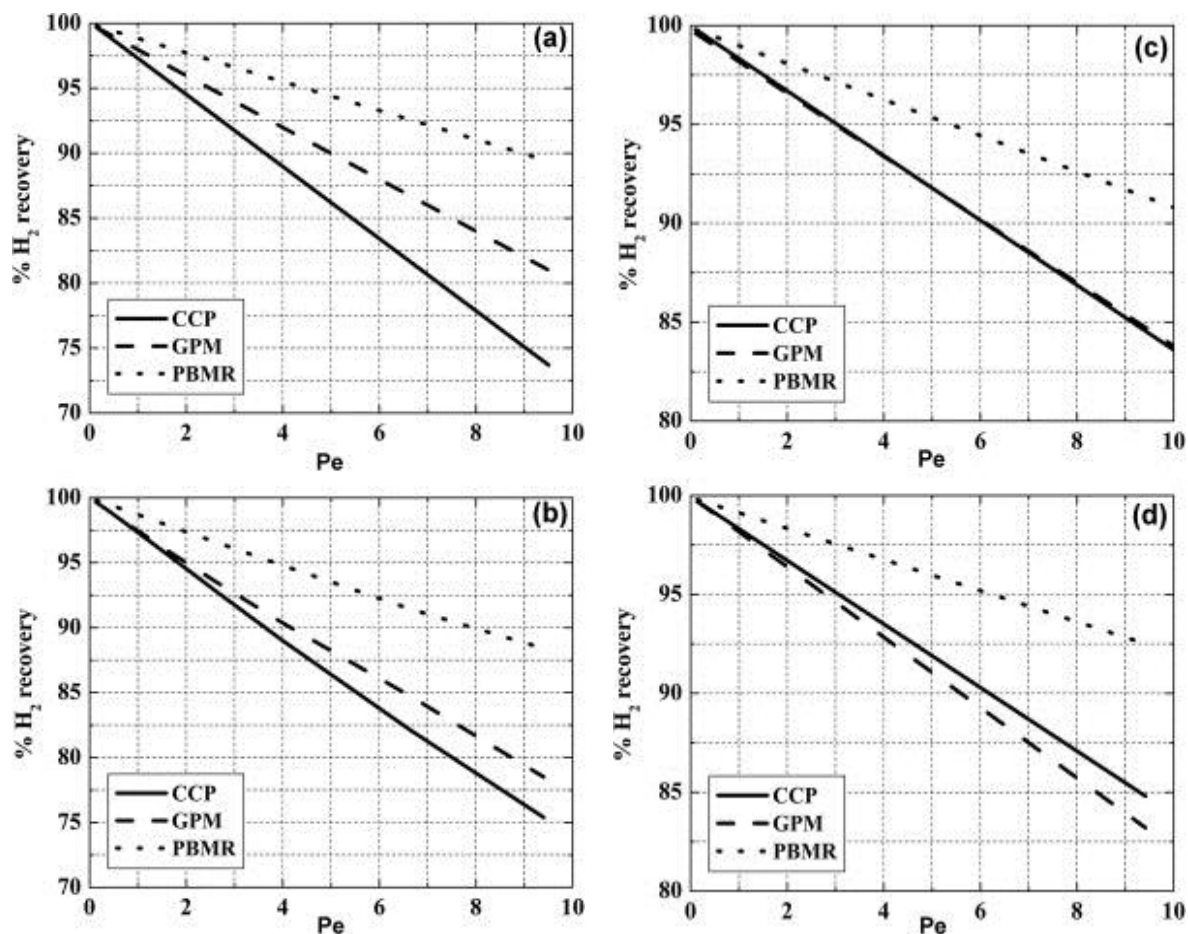 (a)
100
95
90
85
80
75
70
% H2 recovery
CCP
GPM
PBMR
0 2 4 6 8 10
Pe
(c)
100
95
90
85
80
% H2 recovery
CCP
GPM
PBMR
0 2 4 6 8 10
Pe
(b)
100
95
90
85
80
75
70
% H2 recovery
CCP
GPM
PBMR
0 2 4 6 8 10
Pe
(d)
100
95
90
85
80
% H2 recovery
CCP
GPM
PBMR
0 2 4 6 8 10
Pe